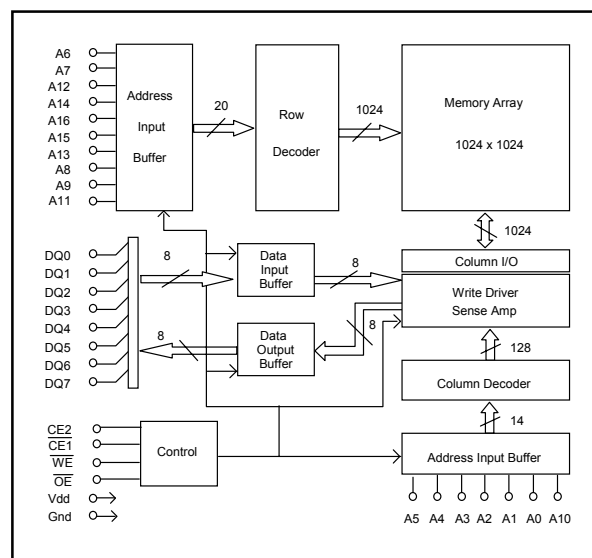 A6
A7
A12
A14
A16
A15
A13
A8
A9
A11
Address
Input
Buffer
20
Row
Decoder
1024
Memory Array
1024 x 1024
1024
DQ0
DQ1
DQ2
DQ3
DQ4
DQ5
DQ6
DQ7
8
Data
Input
Buffer
8
Column I/O
Write Driver
Sense Amp
8
Data
Output
Buffer
8
128
Column Decoder
14
Address Input Buffer
CE2
CE1
WE
OE
Vdd
Gnd
Control
A5 A4 A3 A2 A1 A0 A10